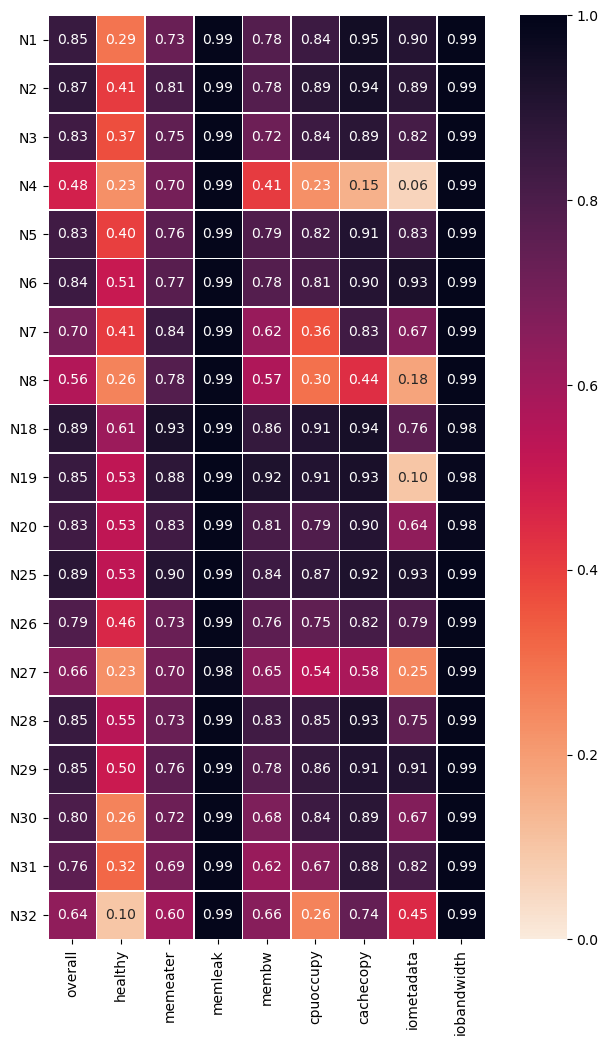 N1 0.85 0.29 0.73 0.99 0.78 0.84 0.95 0.90 0.99
N2 0.87 0.41 0.81 0.99 0.78 0.89 0.94 0.89 0.99
N3 0.83 0.37 0.75 0.99 0.72 0.84 0.89 0.82 0.99
N4 0.48 0.23 0.70 0.99 0.41 0.23 0.15 0.06 0.99
N5 0.83 0.40 0.76 0.99 0.79 0.82 0.91 0.83 0.99
N6 0.84 0.51 0.77 0.99 0.78 0.81 0.90 0.93 0.99
N7 0.70 0.41 0.84 0.99 0.62 0.36 0.83 0.67 0.99
N8 0.56 0.26 0.78 0.99 0.57 0.30 0.44 0.18 0.99
N18 0.89 0.61 0.93 0.99 0.86 0.91 0.94 0.76 0.98
N19 0.85 0.53 0.88 0.99 0.92 0.91 0.93 0.10 0.98
N20 0.83 0.53 0.83 0.99 0.81 0.79 0.90 0.64 0.98
N25 0.89 0.53 0.90 0.99 0.84 0.87 0.92 0.93 0.99
N26 0.79 0.46 0.73 0.99 0.76 0.75 0.82 0.79 0.99
N27 0.66 0.23 0.70 0.98 0.65 0.54 0.58 0.25 0.99
N28 0.85 0.55 0.73 0.99 0.83 0.85 0.93 0.75 0.99
N29 0.85 0.50 0.76 0.99 0.78 0.86 0.91 0.91 0.99
N30 0.80 0.26 0.72 0.99 0.68 0.84 0.89 0.67 0.99
N31 0.76 0.32 0.69 0.99 0.62 0.67 0.88 0.82 0.99
N32 0.64 0.10 0.60 0.99 0.66 0.26 0.74 0.45 0.99
overall
healthy
memeater
memleak
membw
cpuoccupy
cachecopy
iometadata
iobandwidth
1.0
0.8
0.6
0.4
0.2
0.0